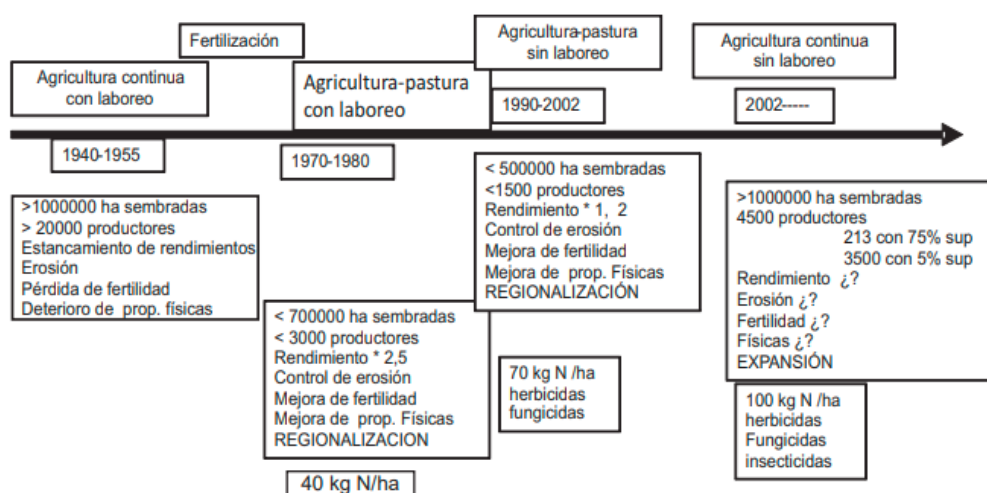 Fertilización
Agricultura continua
con laboreo
Agricultura-pastura
con laboreo
Agricultura-pastura
sin laboreo
Agricultura continua
sin laboreo
1940-1955
1970-1980
1990-2002
2002-----
>1000000 ha sembradas
> 20000 productores
Estancamiento de rendimientos
Erosión
Pérdida de fertilidad
Deterioro de prop. físicas
< 700000 ha sembradas
< 3000 productores
Rendimiento * 2,5
Control de erosión
Mejora de fertilidad
Mejora de prop. Físicas
REGIONALIZACION
40 kg N/ha
< 500000 ha sembradas
<1500 productores
Rendimiento * 1, 2
Control de erosión
Mejora de fertilidad
Mejora de prop. Físicas
REGIONALIZACIÓN
70 kg N /ha
herbicidas
fungicidas
>1000000 ha sembradas
4500 productores
213 con 75% sup
3500 con 5% sup
Rendimiento ¿?
Erosión ¿?
Fertilidad ¿?
Físicas ¿?
EXPANSIÓN
100 kg N /ha
herbicidas
Fungicidas
insecticidas